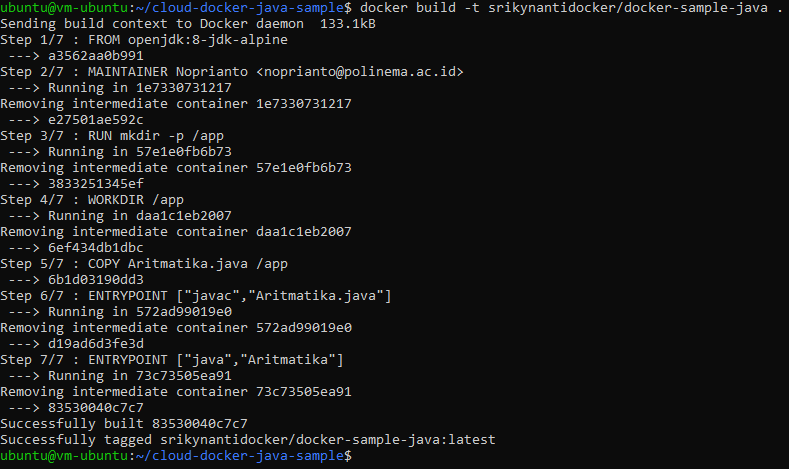 ubuntu@vm-ubuntu:~/cloud-docker-java-sample$ docker build -t srikynantidocker/docker-sample-java .
Sending build context to Docker daemon  133.1kB
Step 1/7 : FROM openjdk:8-jdk-alpine
 ---> a3562aa0b991
Step 2/7 : MAINTAINER Noprianto <noprianto@polinema.ac.id>
 ---> Running in 1e7330731217
Removing intermediate container 1e7330731217
 ---> e27501ae592c
Step 3/7 : RUN mkdir -p /app
 ---> Running in 57e1e0fb6b73
Removing intermediate container 57e1e0fb6b73
 ---> 3833251345ef
Step 4/7 : WORKDIR /app
 ---> Running in daa1c1eb2007
Removing intermediate container daa1c1eb2007
 ---> 6ef434db1dbc
Step 5/7 : COPY Aritmatika.java /app
 ---> 6b1d03190dd3
Step 6/7 : ENTRYPOINT ["javac","Aritmatika.java"]
 ---> Running in 572ad99019e0
Removing intermediate container 572ad99019e0
 ---> d19ad6d3fe3d
Step 7/7 : ENTRYPOINT ["java","Aritmatika"]
 ---> Running in 73c73505ea91
Removing intermediate container 73c73505ea91
 ---> 83530040c7c7
Successfully built 83530040c7c7
Successfully tagged srikynantidocker/docker-sample-java:latest
ubuntu@vm-ubuntu:~/cloud-docker-java-sample$